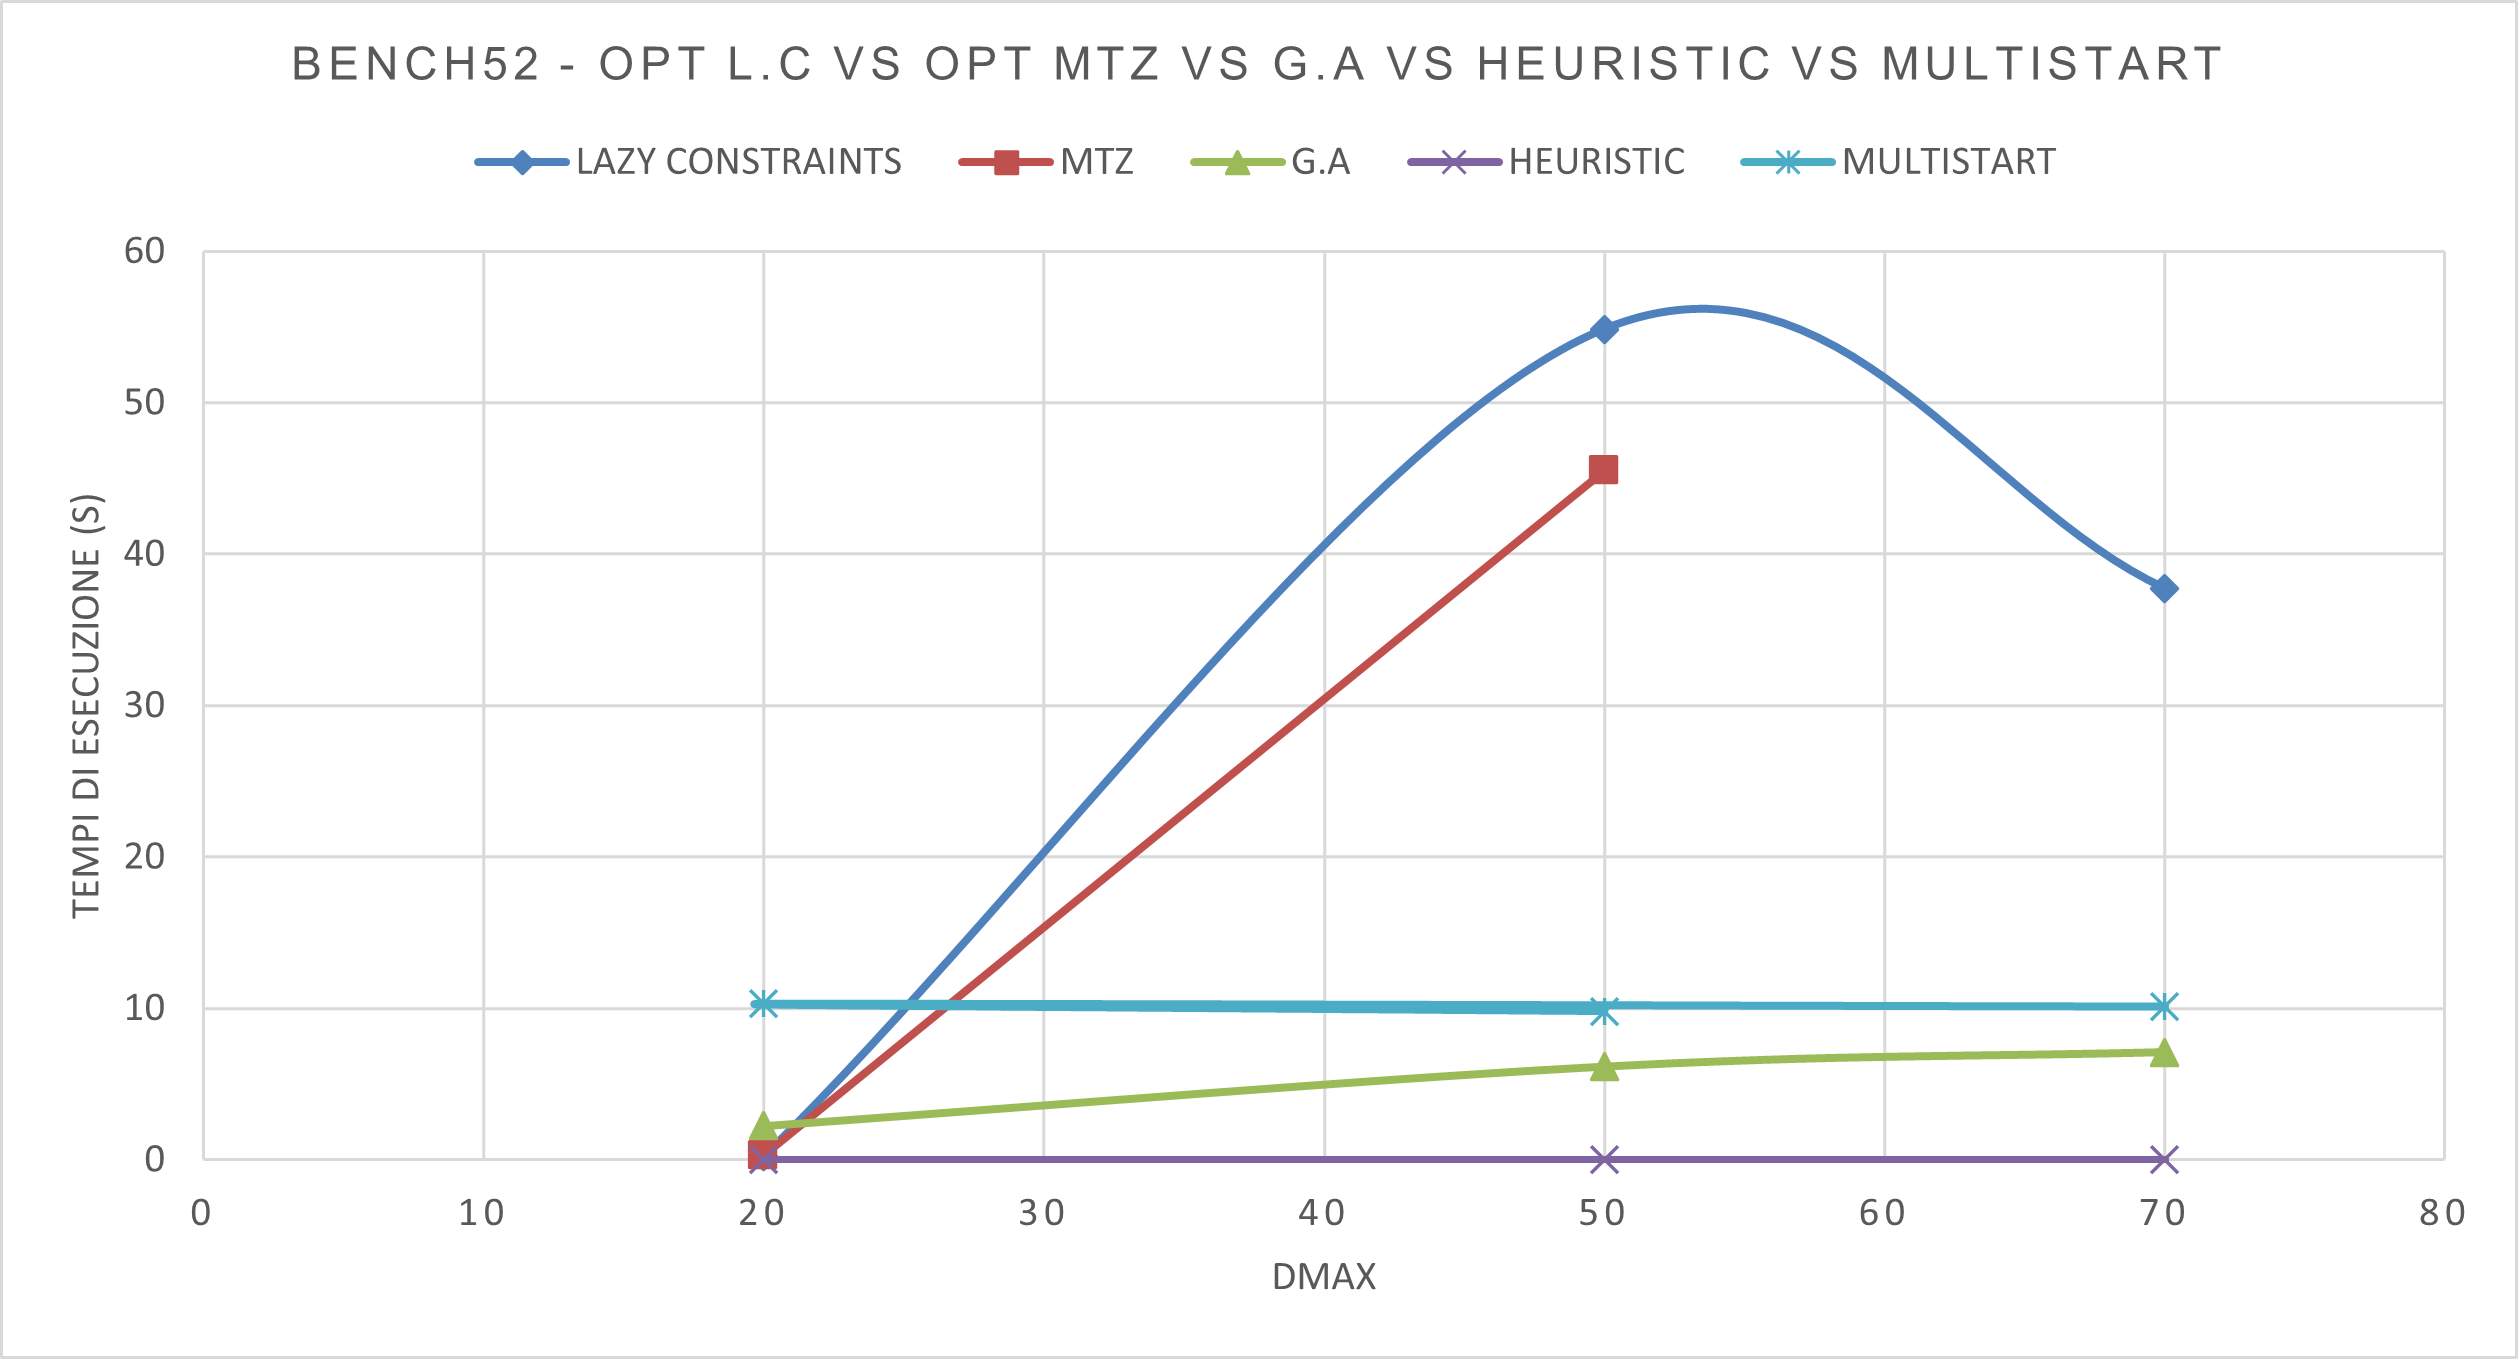 BENCH52 - OPT L.C VS OPT MTZ VS G.A VS HEURISTIC VS MULTISTART
LAZY CONSTRAINTS MTZ G.A HEURISTIC MULTISTART
TEMPI DI ESECUZIONE (S)
60
50
40
30
20
10
0
0 10 20 30 40 50 60 70 80
DMAX